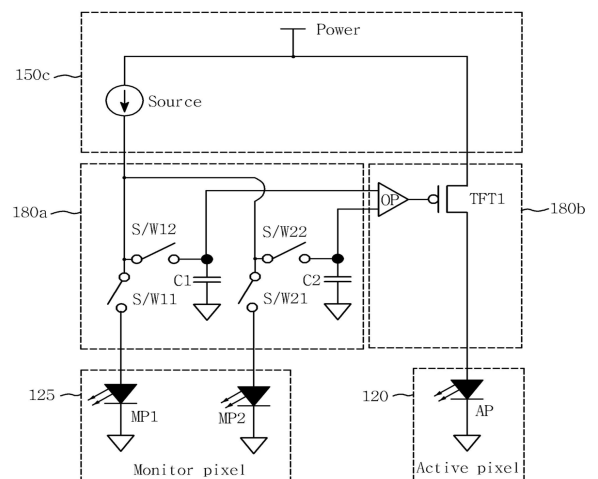 Power
150c
Source
180a
OP
TFT1
180b
S/W12
S/W22
C1
C2
S/W11
S/W21
125
120
MP1
MP2
AP
Monitor pixel
Active pixel